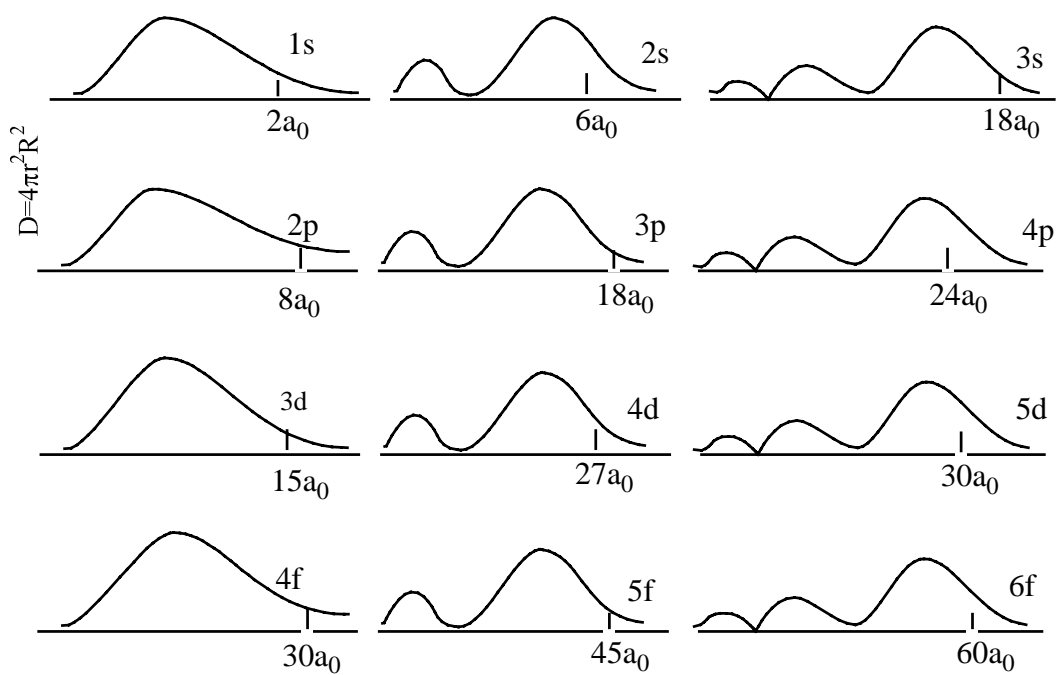 1s 2s 3s
2a₀ 6a₀ 18a₀
D=4πr²R²
2p 3p 4p
8a₀ 18a₀ 24a₀
3d 4d 5d
15a₀ 27a₀ 30a₀
4f 5f 6f
30a₀ 45a₀ 60a₀